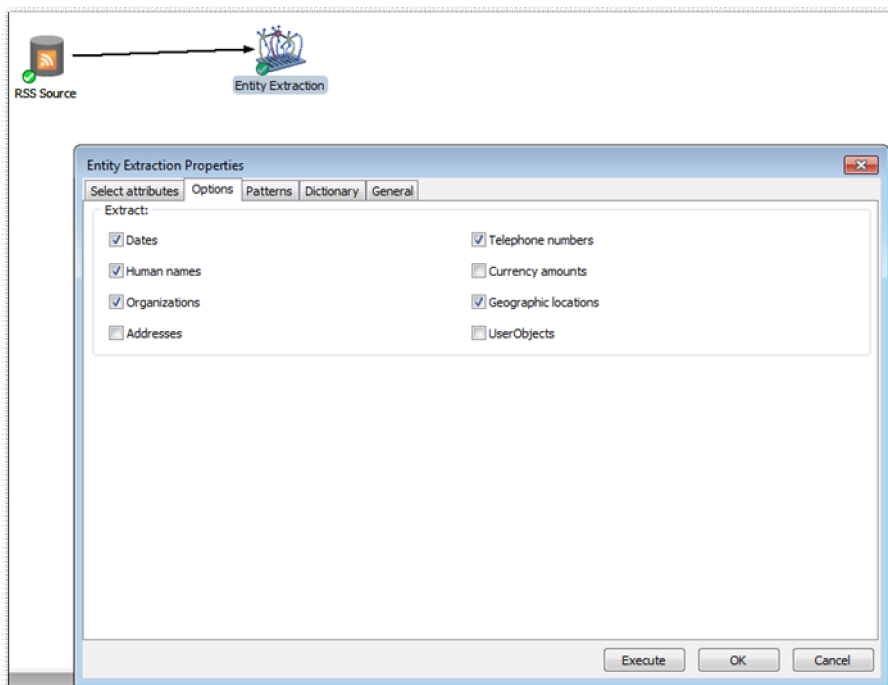 RSS Source
Entity Extraction
Entity Extraction Properties
Select attributes Options Patterns Dictionary General
Extract:
Dates Telephone numbers
Human names Currency amounts
Organizations Geographic locations
Addresses UserObjects
Execute OK Cancel